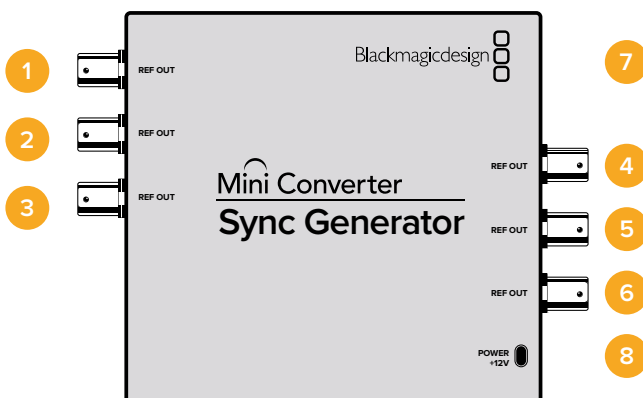 1
REF OUT
Blackmagicdesign
7
2
REF OUT
REF OUT
4
3
REF OUT
Mini Converter
Sync Generator
REF OUT
5
REF OUT
6
POWER
+12V
8